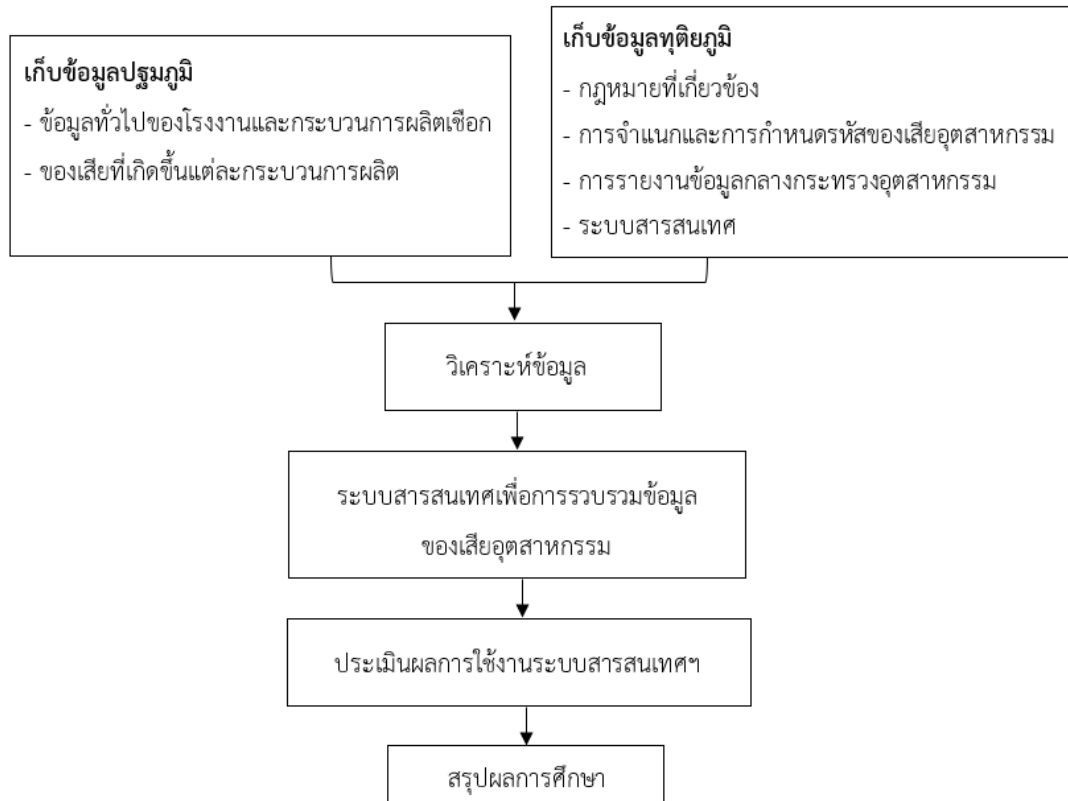 เก็บข้อมูลปฐมภูมิ
- ข้อมูลทั่วไปของโรงงานและกระบวนการผลิตเชือก
- ของเสียที่เกิดขึ้นแต่ละกระบวนการผลิต
เก็บข้อมูลทุติยภูมิ
- กฎหมายที่เกี่ยวข้อง
- การจำแนกและการกำหนดรหัสของเสียอุตสาหกรรม
- การรายงานข้อมูลกลางกระทรวงอุตสาหกรรม
- ระบบสารสนเทศ
วิเคราะห์ข้อมูล
ระบบสารสนเทศเพื่อการรวบรวมข้อมูล
ของเสียอุตสาหกรรม
ประเมินผลการใช้งานระบบสารสนเทศฯ
สรุปผลการศึกษา